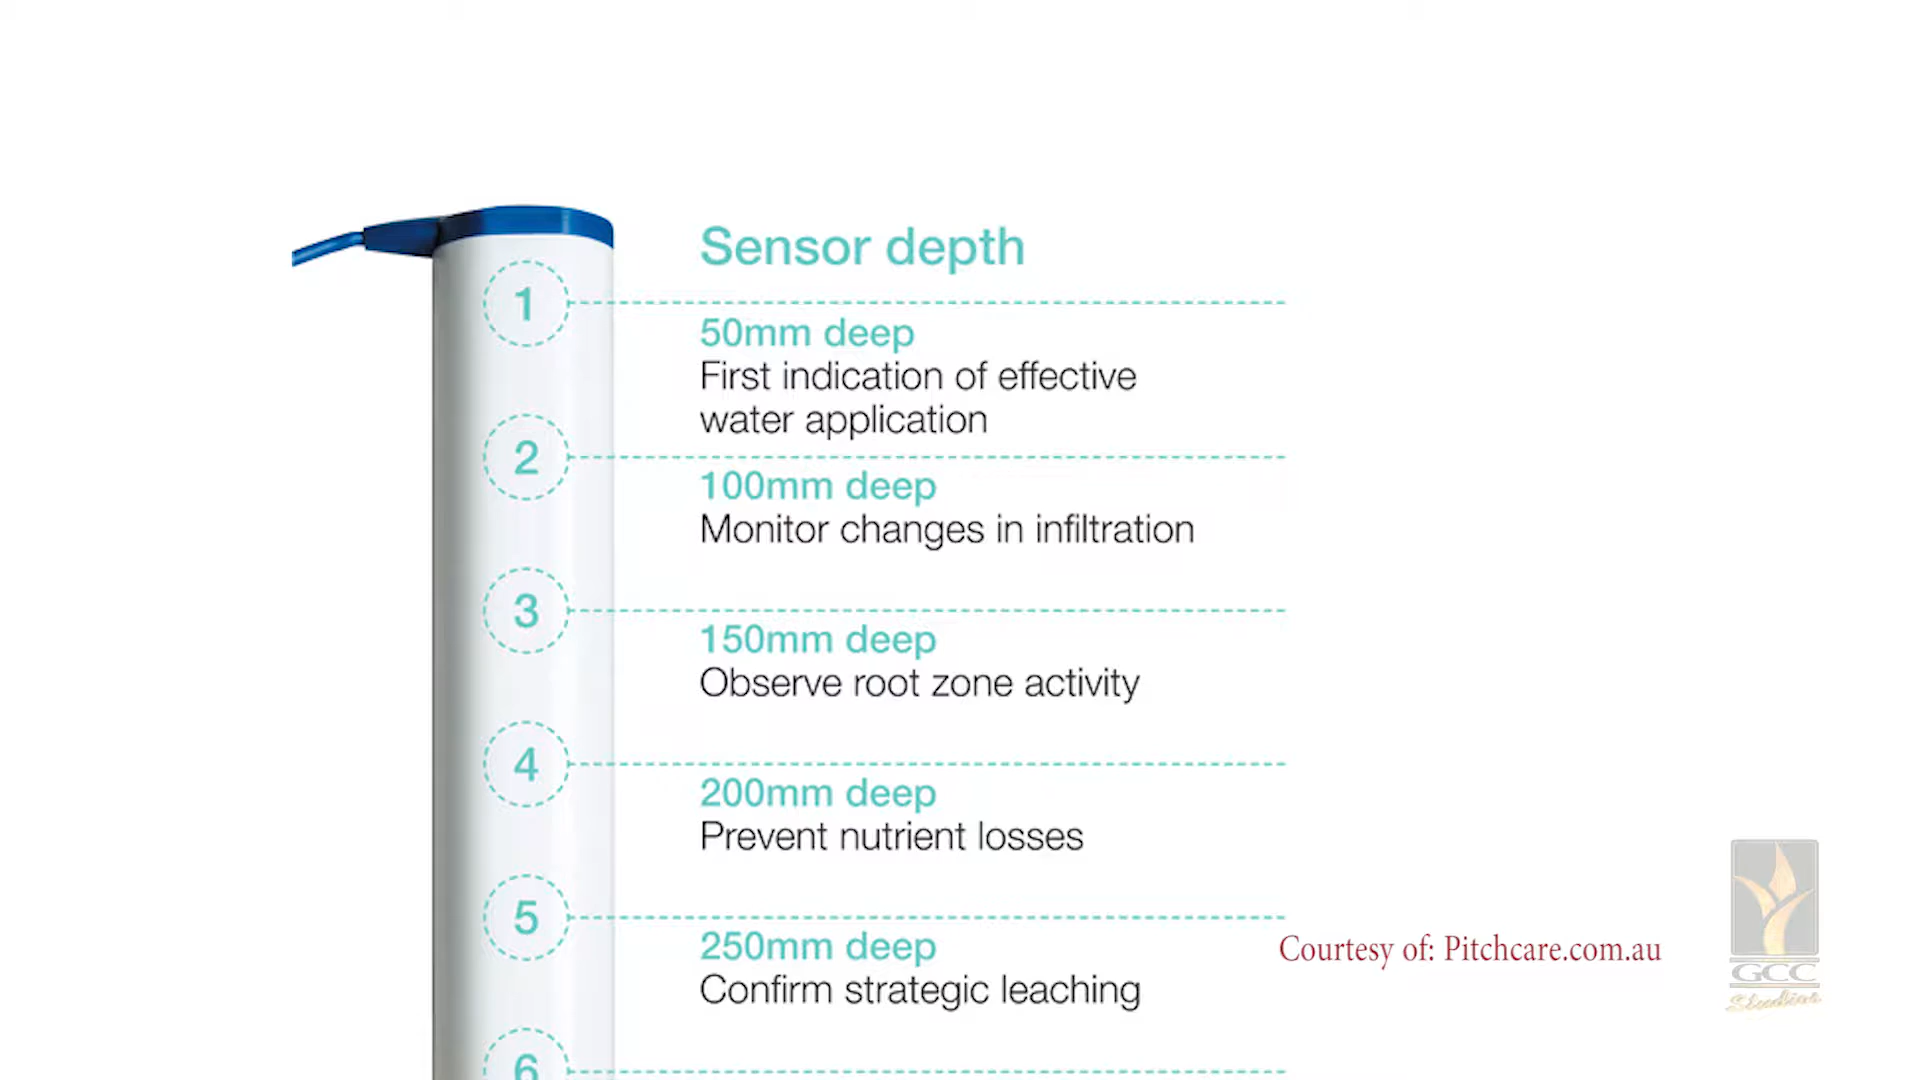 Sensor depth
1
50mm deep
First indication of effective
water application
2
100mm deep
Monitor changes in infiltration
3
150mm deep
Observe root zone activity
4
200mm deep
Prevent nutrient losses
5
250mm deep
Confirm strategic leaching
6
Courtesy of: Pitchcare.com.au
GCC
Studios